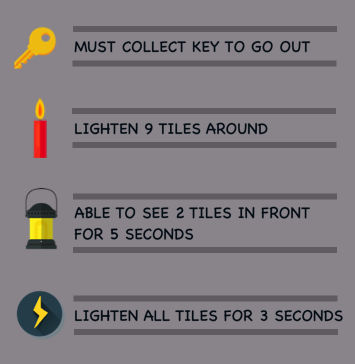 MUST COLLECT KEY TO GO OUT
LIGHTEN 9 TILES AROUND
ABLE TO SEE 2 TILES IN FRONT
FOR 5 SECONDS
LIGHTEN ALL TILES FOR 3 SECONDS